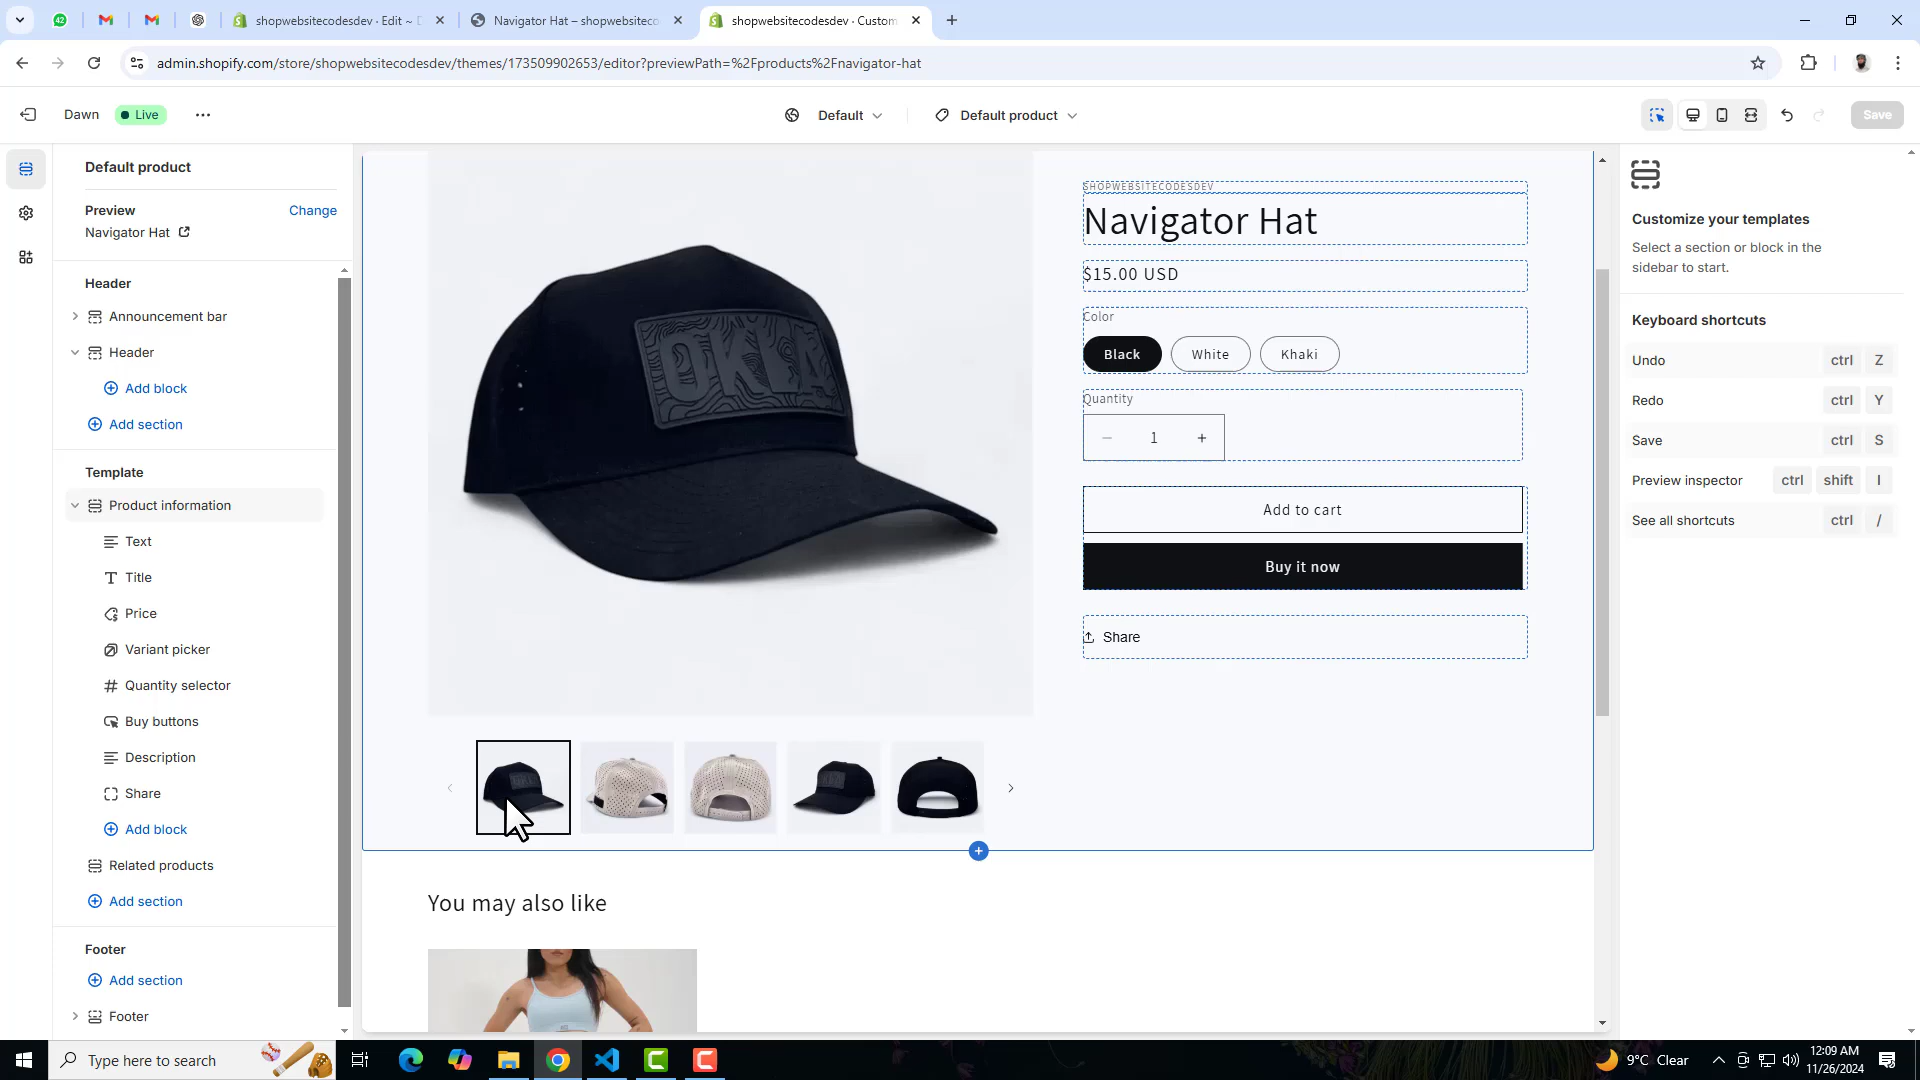 shopwebsitecodesdev · Edit ~ D
Navigator Hat – shopwebsiteco
shopwebsitecodesdev · Custom
admin.shopify.com/store/shopwebsitecodesdev/themes/173509902653/editor?previewPath=%2Fproducts%2Fnavigator-hat
Dawn
Live
Default
Default product
Save
Default product
Preview
Change
Navigator Hat
Header
Announcement bar
Header
Add block
Add section
Template
Product information
Text
Title
Price
Variant picker
Quantity selector
Buy buttons
Description
Share
Add block
Related products
Add section
Footer
Add section
Footer
OKLA
SHOPWEBSITECODESDEV
Navigator Hat
$15.00 USD
Color
Black White Khaki
Quantity
− 1 +
Add to cart
Buy it now
Share
You may also like
Customize your templates
Select a section or block in the
sidebar to start.
Keyboard shortcuts
Undo ctrl Z
Redo ctrl Y
Save ctrl S
Preview inspector ctrl shift I
See all shortcuts ctrl /
Type here to search
9°C Clear
12:09 AM
11/26/2024